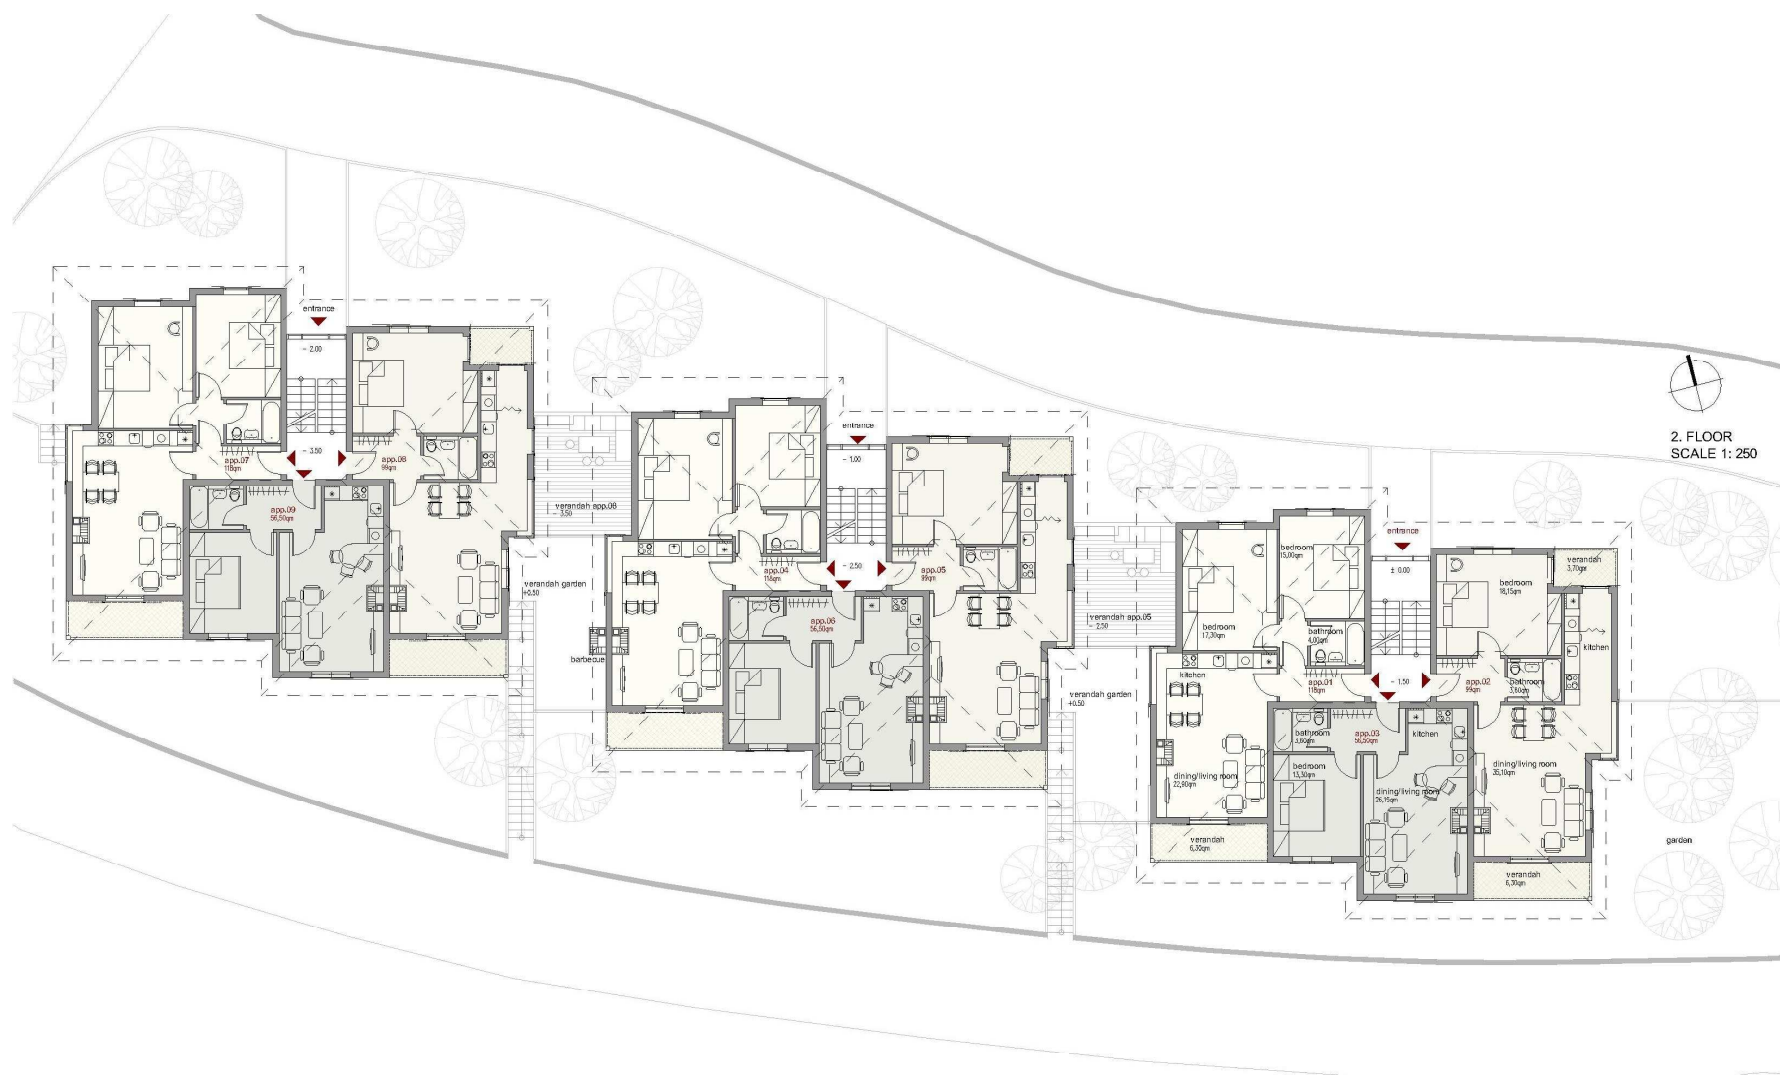 entrance
- 2.00
- 3.50
app.07
118qm
app.08
99qm
app.09
56,50qm
verandah app.08
- 3.50
verandah garden
+0.50
entrance
- 1.00
- 2.50
app.04
118qm
app.05
99qm
app.06
56,50qm
barbecue
verandah app.05
- 2.50
verandah garden
+0.50
entrance
± 0.00
- 1.50
bedroom
15,00qm
bedroom
17,30qm
bathroom
4,00qm
kitchen
app.01
118qm
dining/living room
22,90qm
verandah
6,30qm
verandah
3,70qm
bedroom
18,15qm
kitchen
app.02
99qm
bathroom
3,80qm
dining/living room
35,10qm
verandah
6,30qm
bathroom
3,80qm
app.03
56,50qm
kitchen
bedroom
13,30qm
dining/living room
26,15qm
garden
2. FLOOR
SCALE 1: 250